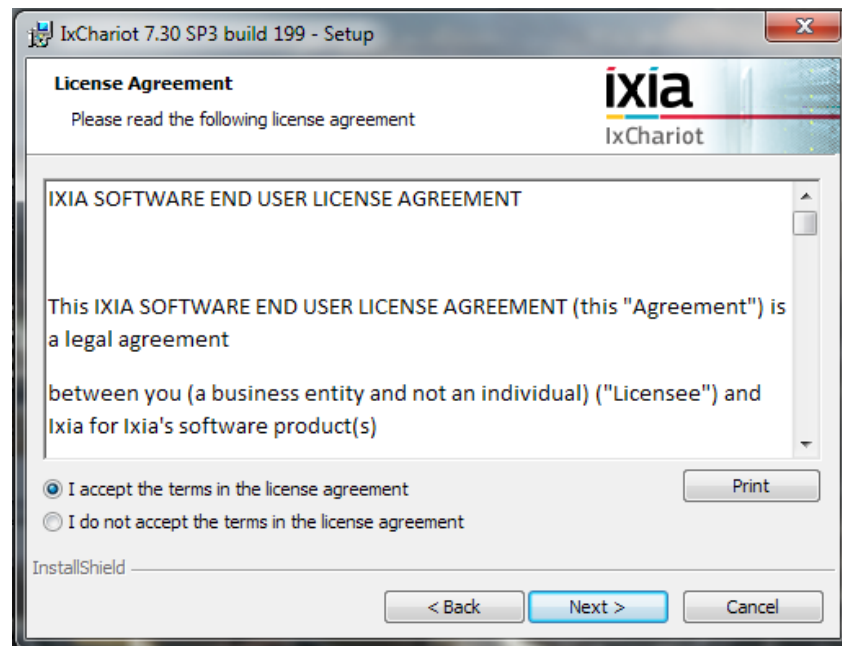 IxChariot 7.30 SP3 build 199 - Setup
License Agreement
Please read the following license agreement
ixia
IxChariot
IXIA SOFTWARE END USER LICENSE AGREEMENT
This IXIA SOFTWARE END USER LICENSE AGREEMENT (this "Agreement") is
a legal agreement
between you (a business entity and not an individual) ("Licensee") and
Ixia for Ixia's software product(s)
I accept the terms in the license agreement
Print
I do not accept the terms in the license agreement
InstallShield
< Back
Next >
Cancel